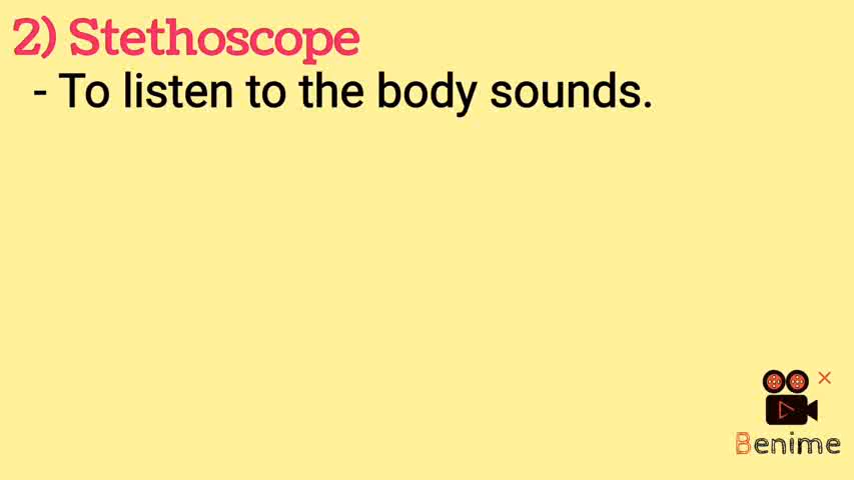 2) Stethoscope
- To listen to the body sounds.
Benime